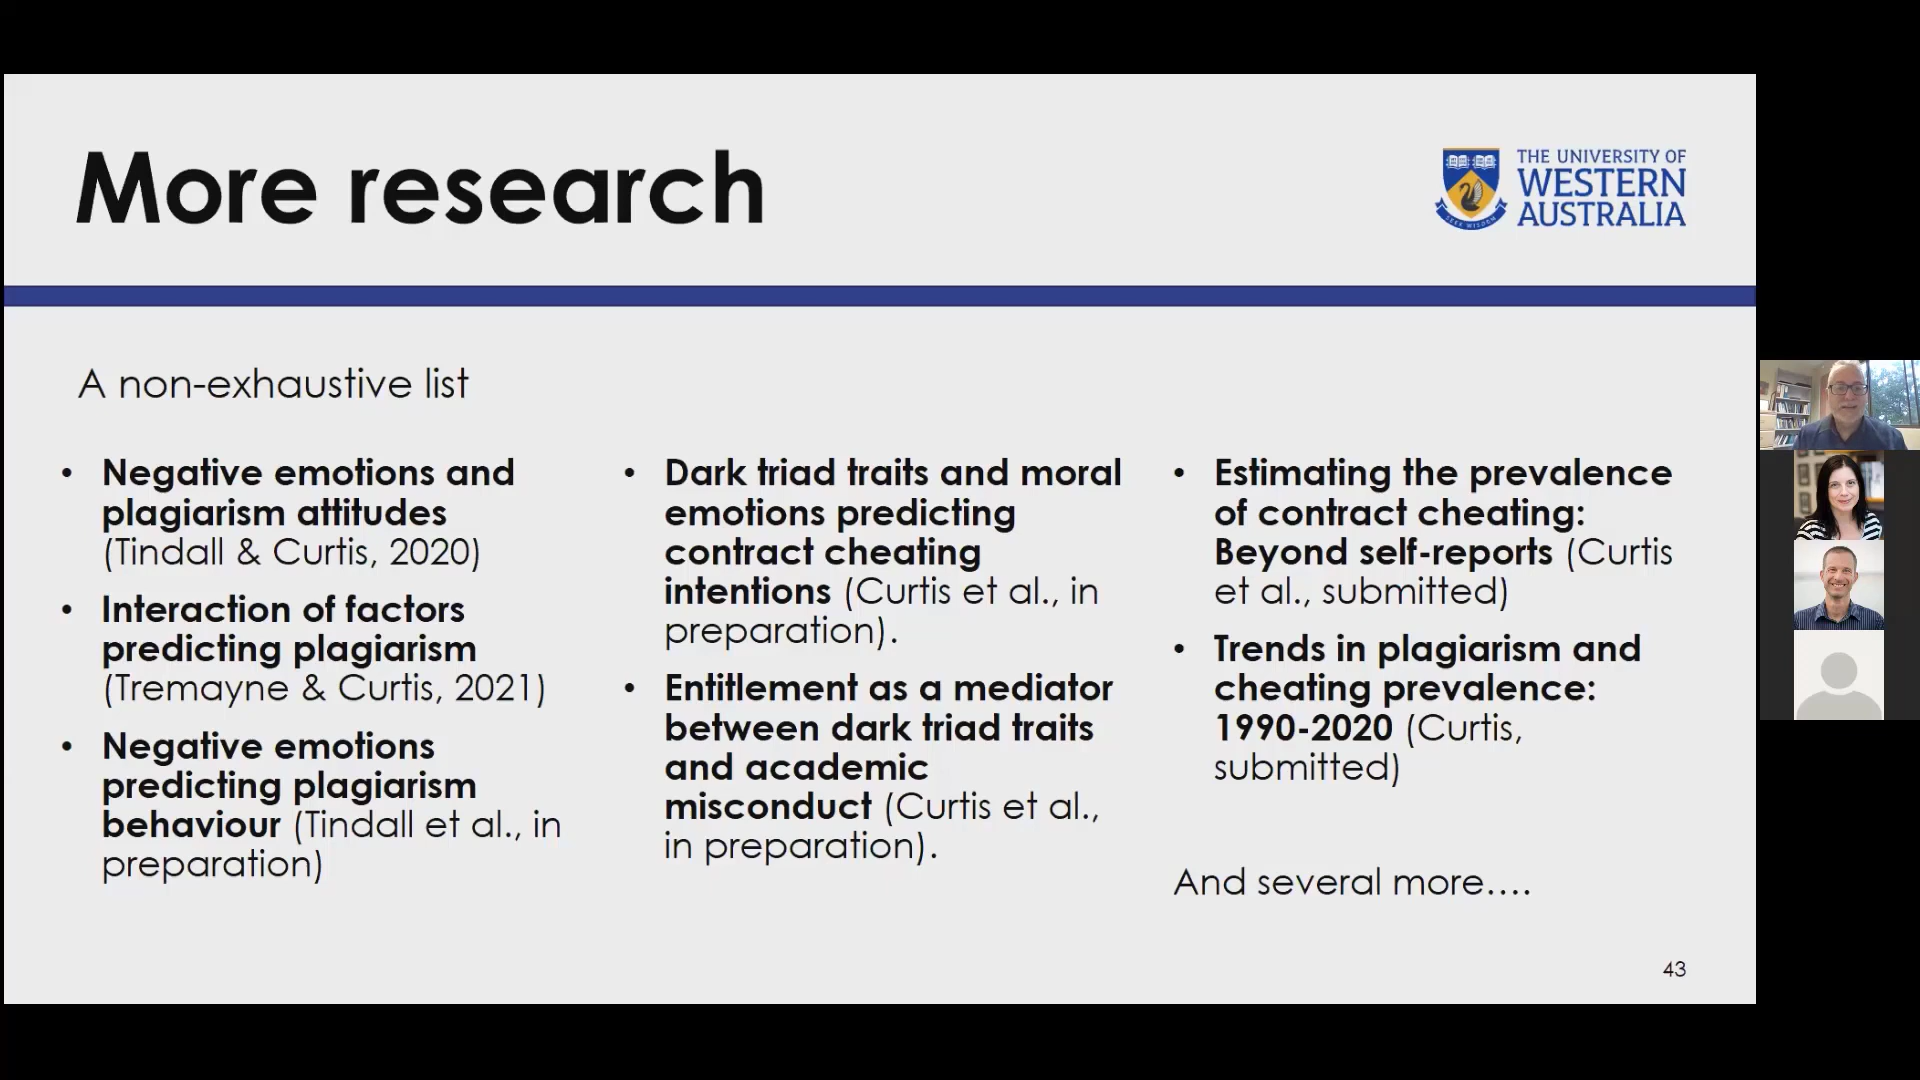 More research
THE UNIVERSITY OF
WESTERN
AUSTRALIA
SEEK WISDOM
A non-exhaustive list
• Negative emotions and
plagiarism attitudes
(Tindall & Curtis, 2020)
• Interaction of factors
predicting plagiarism
(Tremayne & Curtis, 2021)
• Negative emotions
predicting plagiarism
behaviour (Tindall et al., in
preparation)
• Dark triad traits and moral
emotions predicting
contract cheating
intentions (Curtis et al., in
preparation).
• Entitlement as a mediator
between dark triad traits
and academic
misconduct (Curtis et al.,
in preparation).
• Estimating the prevalence
of contract cheating:
Beyond self-reports (Curtis
et al., submitted)
• Trends in plagiarism and
cheating prevalence:
1990-2020 (Curtis,
submitted)
And several more....
43